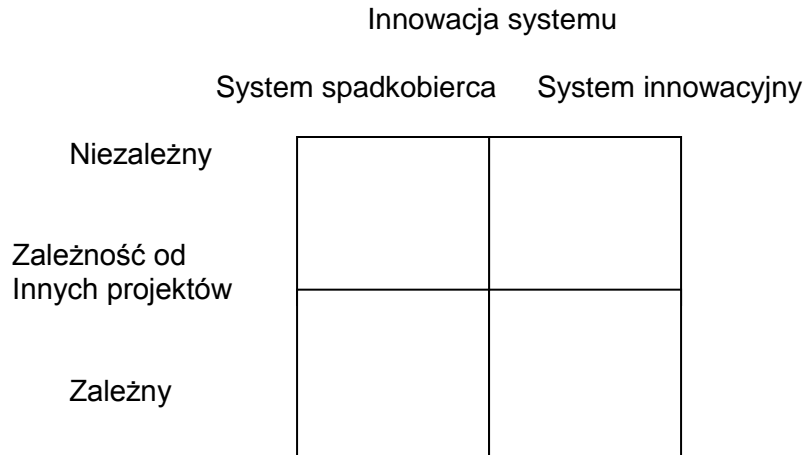 Innowacja systemu
System spadkobierca System innowacyjny
Niezależny
Zależność od
Innych projektów
Zależny